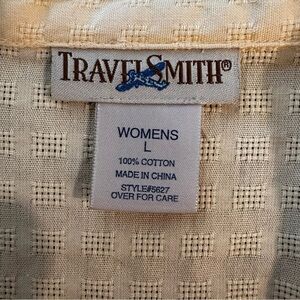 TRAVELSMITH®
WOMENS
L
100% COTTON
MADE IN CHINA
STYLE#5627
OVER FOR CARE